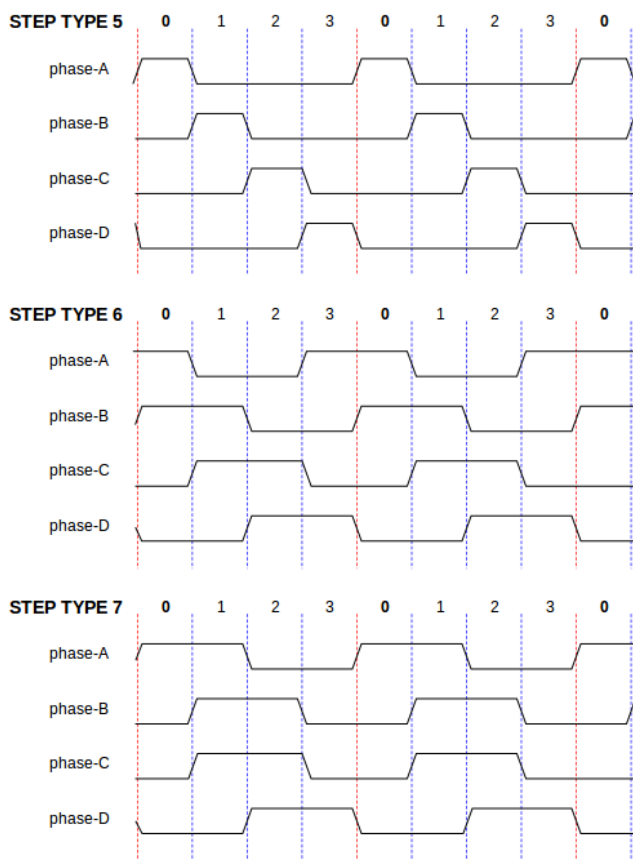 STEP TYPE 5 0 1 2 3 0 1 2 3 0
phase-A
phase-B
phase-C
phase-D
STEP TYPE 6 0 1 2 3 0 1 2 3 0
phase-A
phase-B
phase-C
phase-D
STEP TYPE 7 0 1 2 3 0 1 2 3 0
phase-A
phase-B
phase-C
phase-D